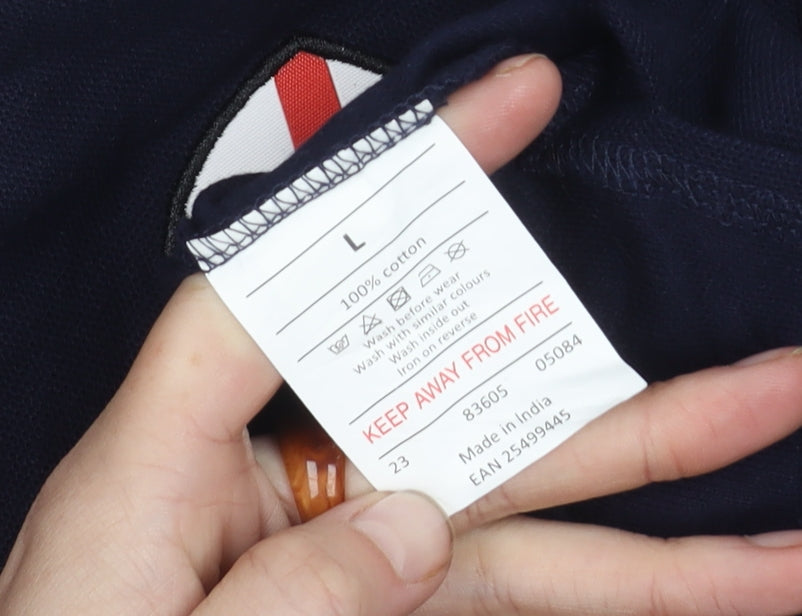 L
100% cotton
Wash before wear
Wash with similar colours
Wash inside out
Iron on reverse
KEEP AWAY FROM FIRE
23 83605 05084
Made in India
EAN 25499445